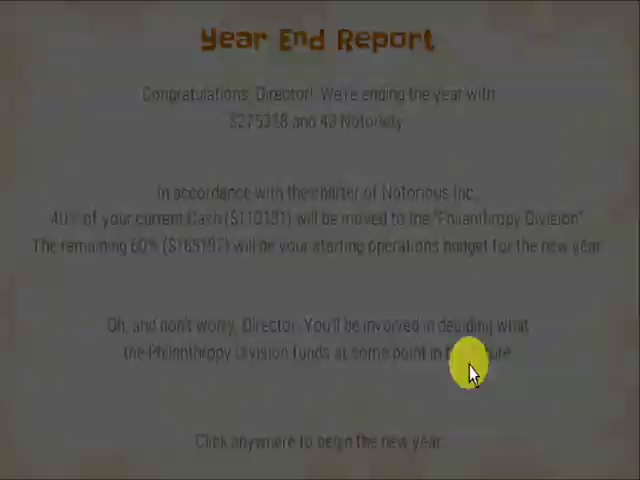 Year End Report
Congratulations, Director! We're ending the year with
and 43 Notoriety.
In accordance with the charter of Notorious Inc.,
40% of your current Cash ($110131) will be moved to the "Philanthropy Division".
The remaining 60% ($165197) will be your starting operations budget for the new year.
Oh, and don't worry, Director. You'll be involved in deciding what
the Philanthropy Division funds at some point in
Click anywhere to begin the new year.